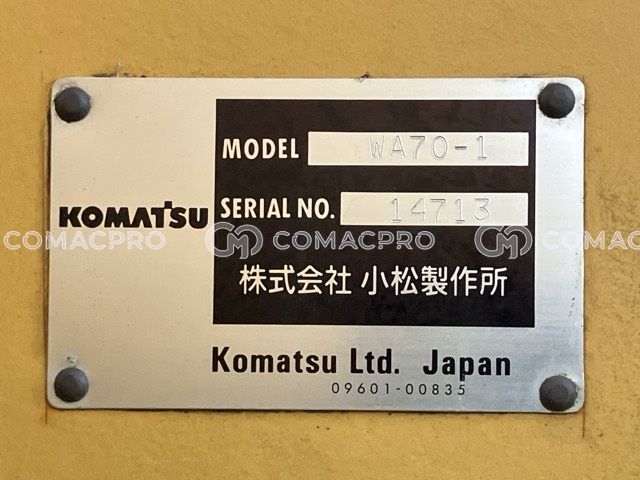 MODEL WA70-1
KOMATSU
SERIAL NO. 14713
COMACPRO COMACPRO COMACPRO
株式会社 小松製作所
Komatsu Ltd. Japan
09601-00835